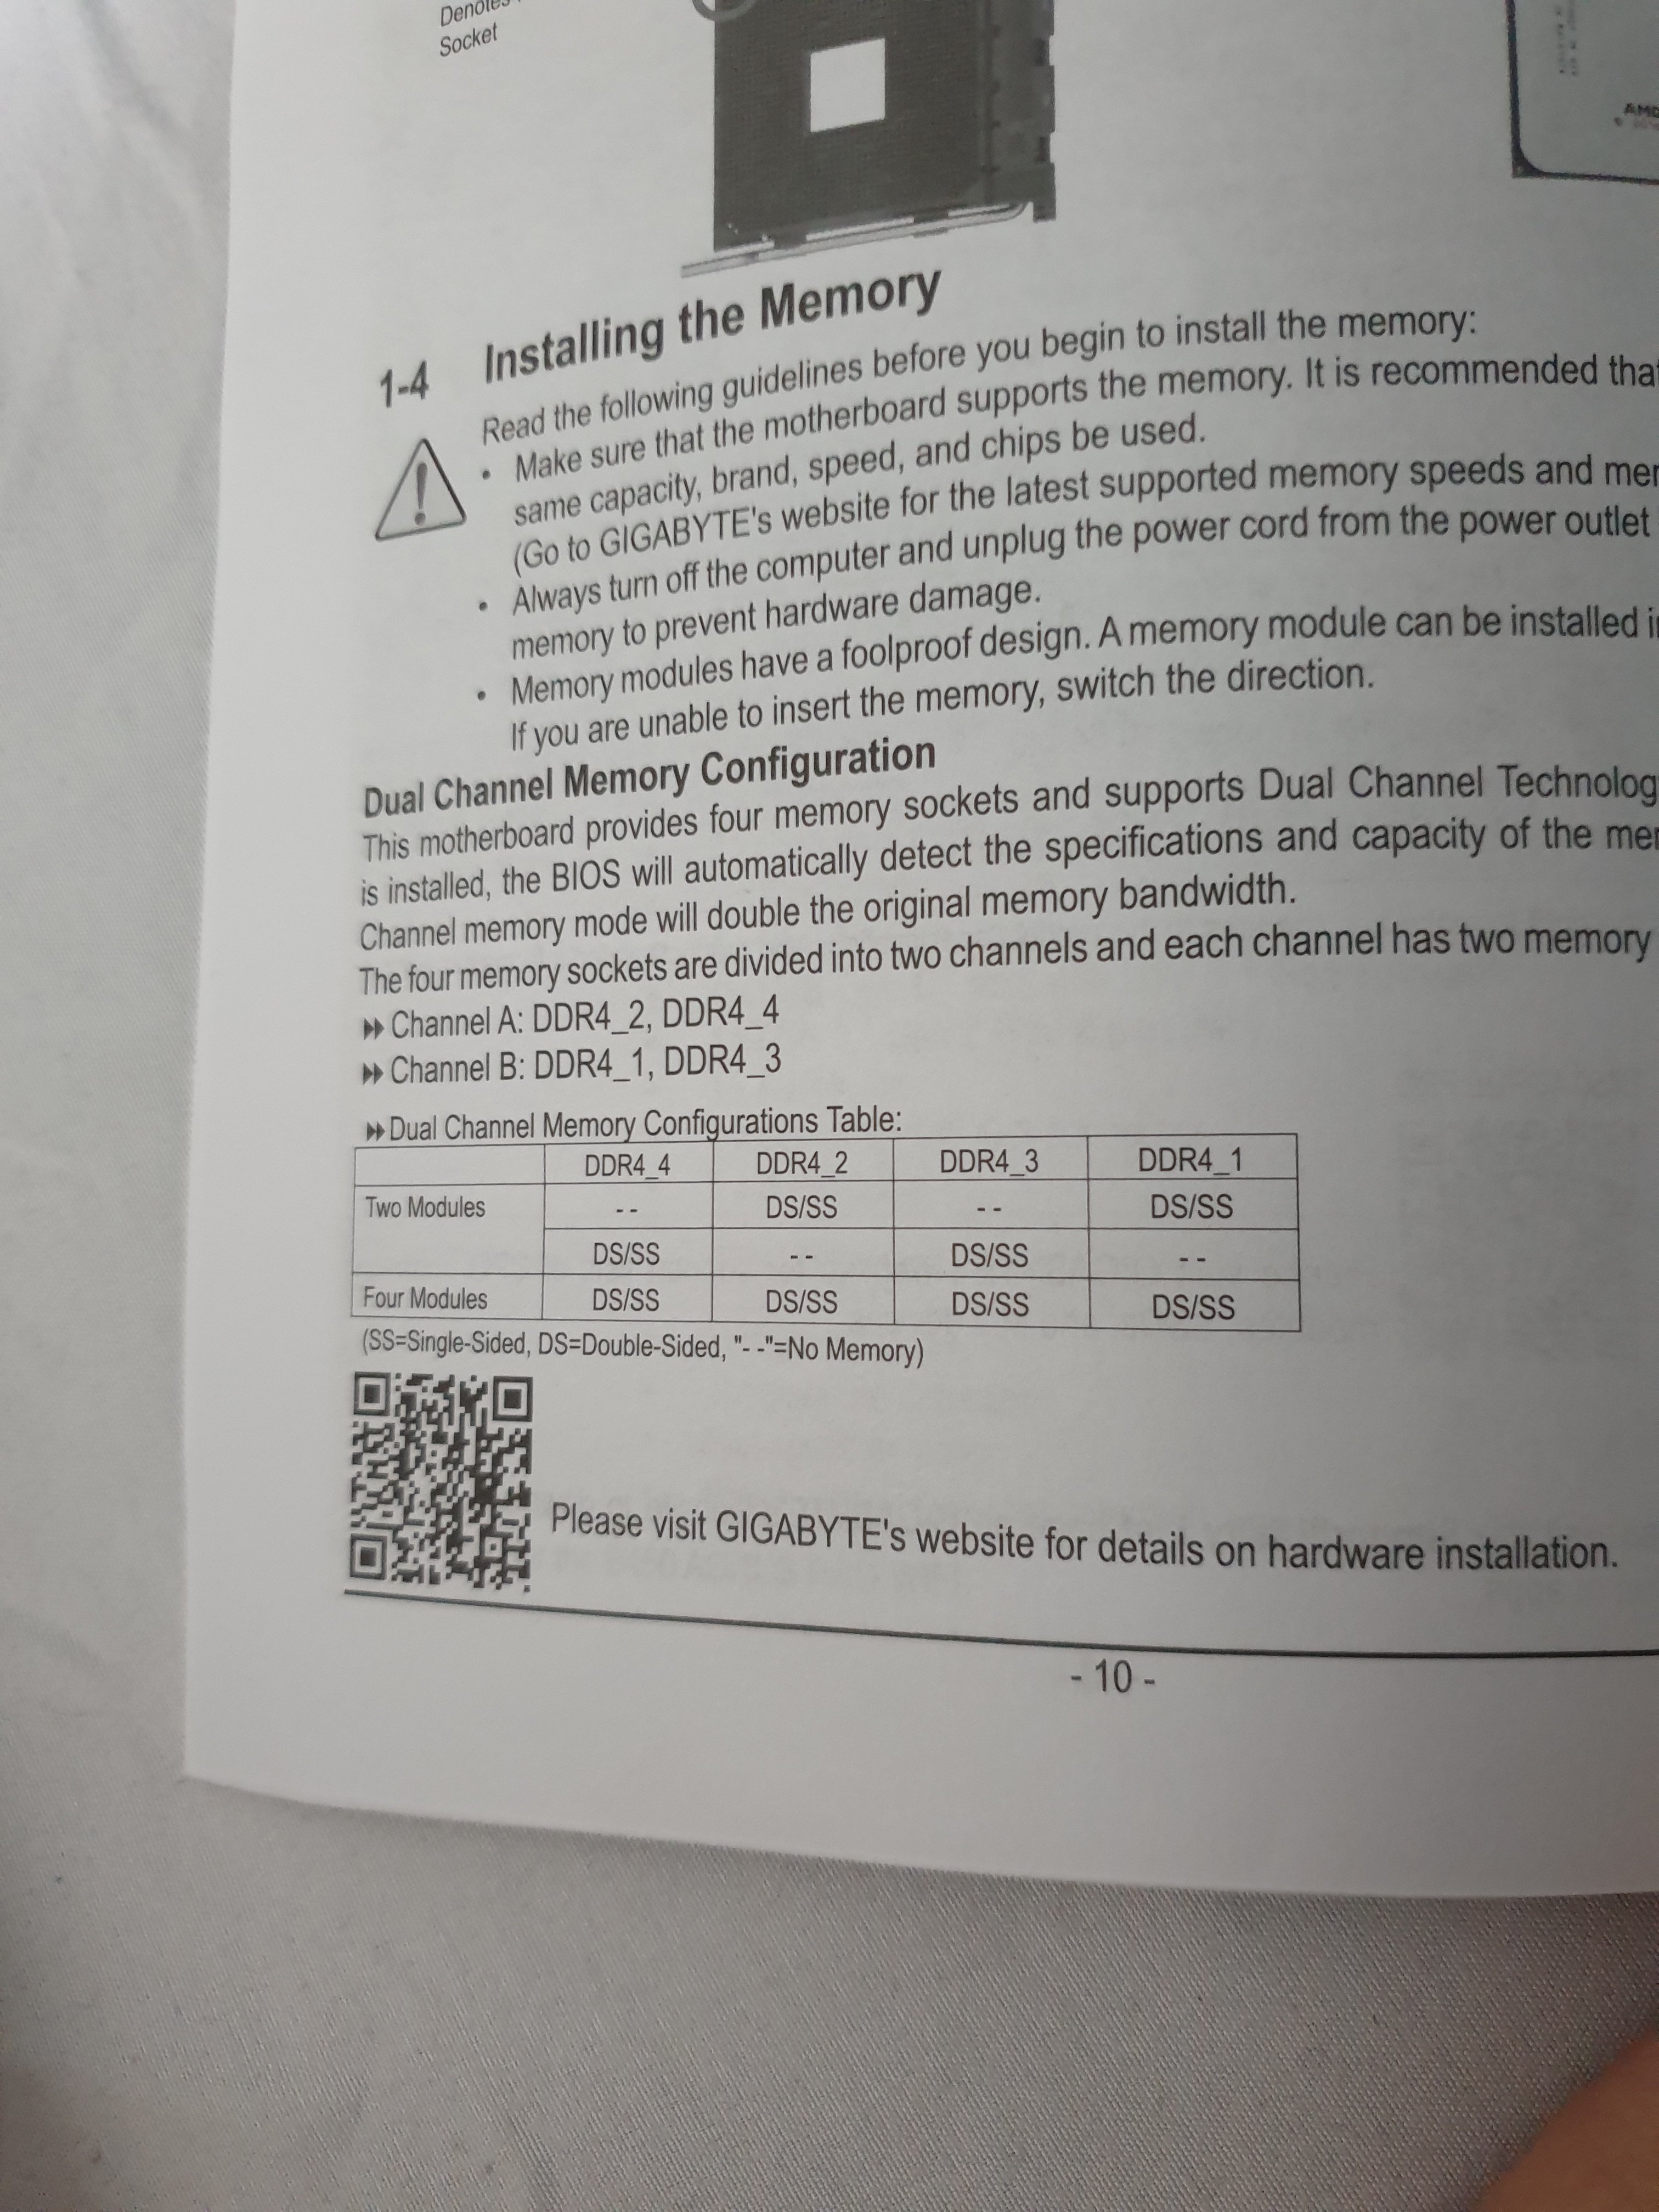 Denotes
Socket
AMD
1-4 Installing the Memory
Read the following guidelines before you begin to install the memory:
• Make sure that the motherboard supports the memory. It is recommended that
same capacity, brand, speed, and chips be used.
(Go to GIGABYTE's website for the latest supported memory speeds and
• Always turn off the computer and unplug the power cord from the power outlet
memory to prevent hardware damage.
• Memory modules have a foolproof design. A memory module can be installed
If you are unable to insert the memory, switch the direction.
Dual Channel Memory Configuration
This motherboard provides four memory sockets and supports Dual Channel Technolog
is installed, the BIOS will automatically detect the specifications and capacity of the
Channel memory mode will double the original memory bandwidth.
The four memory sockets are divided into two channels and each channel has two memory
Channel A: DDR4_2, DDR4_4
Channel B: DDR4_1, DDR4_3
Dual Channel Memory Configurations Table:
DDR4_4 DDR4_2 DDR4_3 DDR4_1
Two Modules -- DS/SS -- DS/SS
DS/SS -- DS/SS --
Four Modules DS/SS DS/SS DS/SS DS/SS
(SS=Single-Sided, DS=Double-Sided, "- -"=No Memory)
Please visit GIGABYTE's website for details on hardware installation.
- 10 -